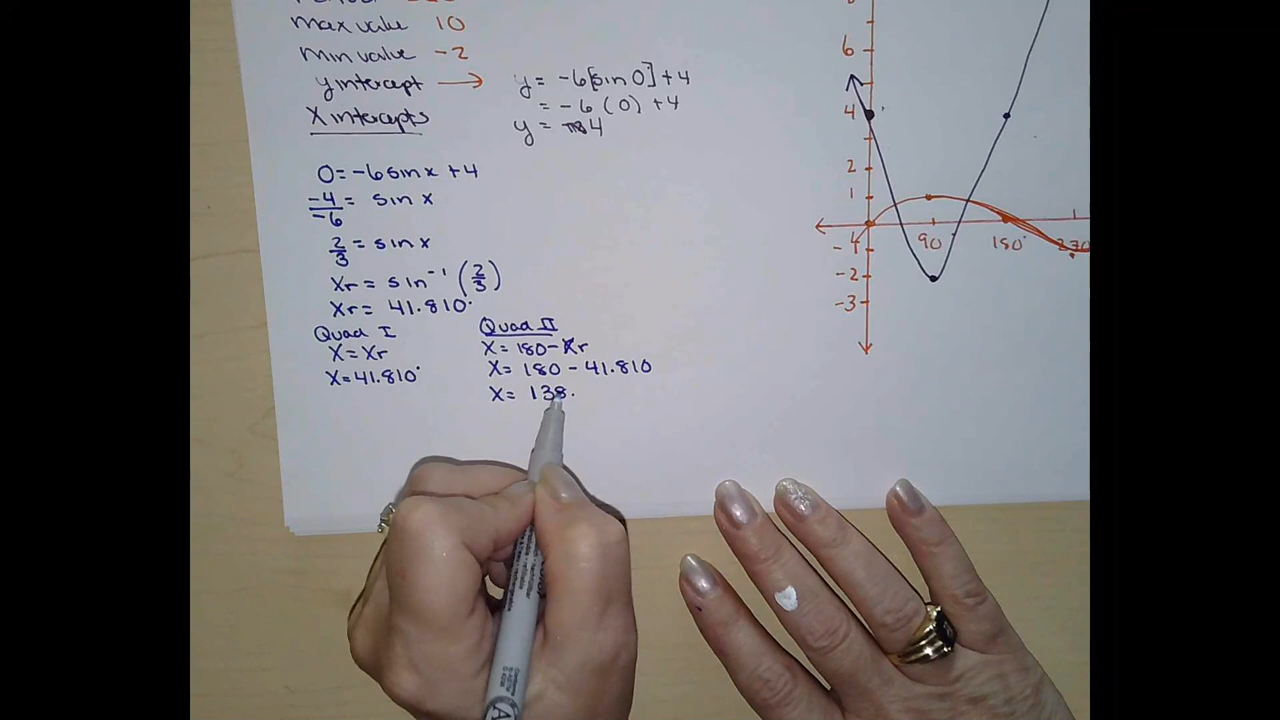 max value 10
min value -2
y intercept → y = -6[sin 0] + 4
= -6 (0) + 4
y = 4
X intercepts
0 = -6 sin x + 4
-4/-6 = sin x
2/3 = sin x
Xr = sin⁻¹ (2/3)
Xr = 41.810°
Quad I
X = Xr
X = 41.810°
Quad II
X = 180 - Xr
X = 180 - 41.810
X = 138.
6
4
2
1
-4
-2
-3
90
180°
270